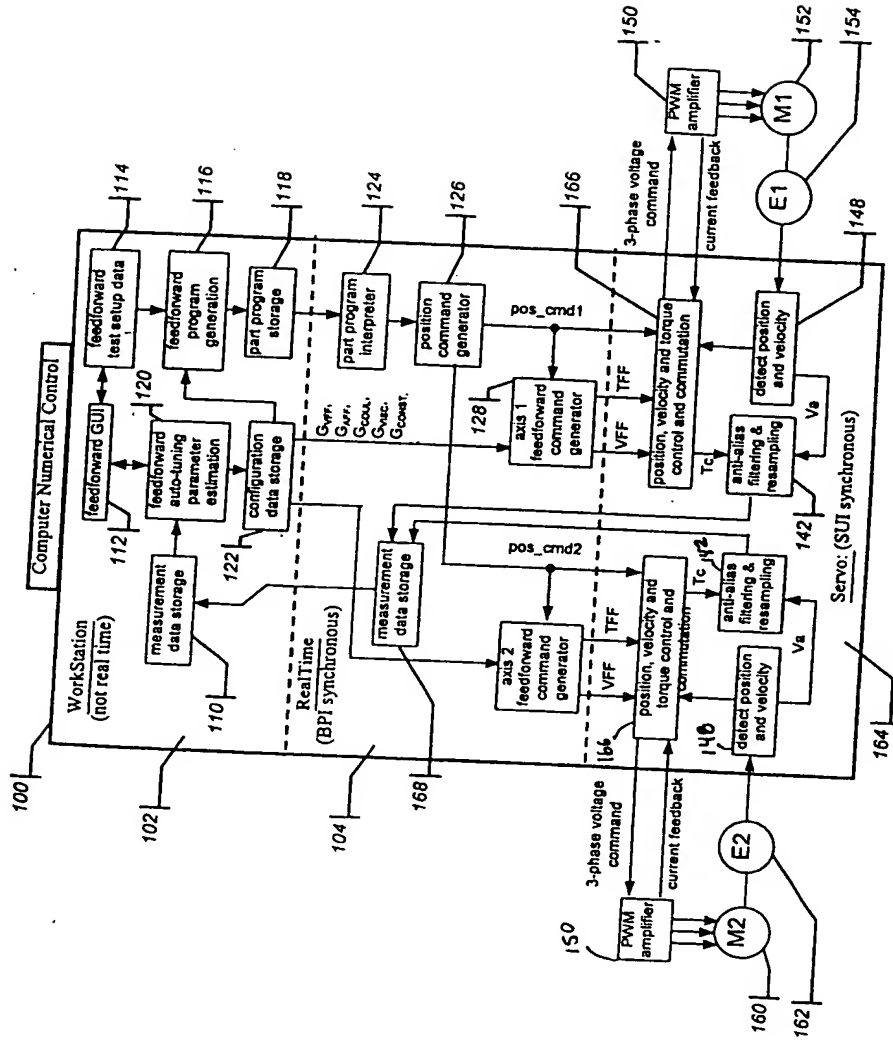 Computer Numerical Control
100
102
104
WorkStation
(not real time)
110
measurement
data storage
112
feedforward GUI
114
feedforward
test setup data
120
feedforward
auto-tuning
parameter
estimation
116
feedforward
program
generation
122
configuration
data storage
118
part program
storage
RealTime
(BPI synchronous)
168
measurement
data storage
GVFF,
GAFF,
GCOUL,
GVISC,
GCONST,
124
part program
interpreter
126
position
command
generator
pos_cmd1
pos_cmd2
axis 2
feedforward
command
generator
128
axis 1
feedforward
command
generator
VFF
TFF
VFF
TFF
166
position, velocity and
torque control and
commutation
166
position, velocity and torque
control and commutation
Tc
Tc
142
anti-alias
filtering &
resampling
142
anti-alias
filtering &
resampling
148
detect position
and velocity
148
detect position
and velocity
Va
Va
Servo: (SUI synchronous)
164
3-phase voltage
command
current feedback
3-phase voltage
command
current feedback
150
PWM
amplifier
150
PWM
amplifier
M2
E2
160
162
M1
152
E1
154